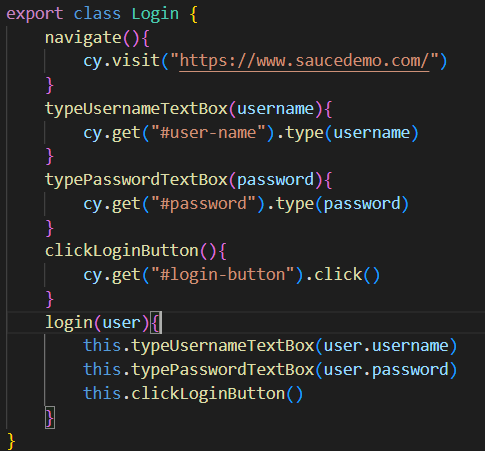 export class Login {
    navigate(){
        cy.visit("https://www.saucedemo.com/")
    }
    typeUsernameTextBox(username){
        cy.get("#user-name").type(username)
    }
    typePasswordTextBox(password){
        cy.get("#password").type(password)
    }
    clickLoginButton(){
        cy.get("#login-button").click()
    }
    login(user){
        this.typeUsernameTextBox(user.username)
        this.typePasswordTextBox(user.password)
        this.clickLoginButton()
    }
}